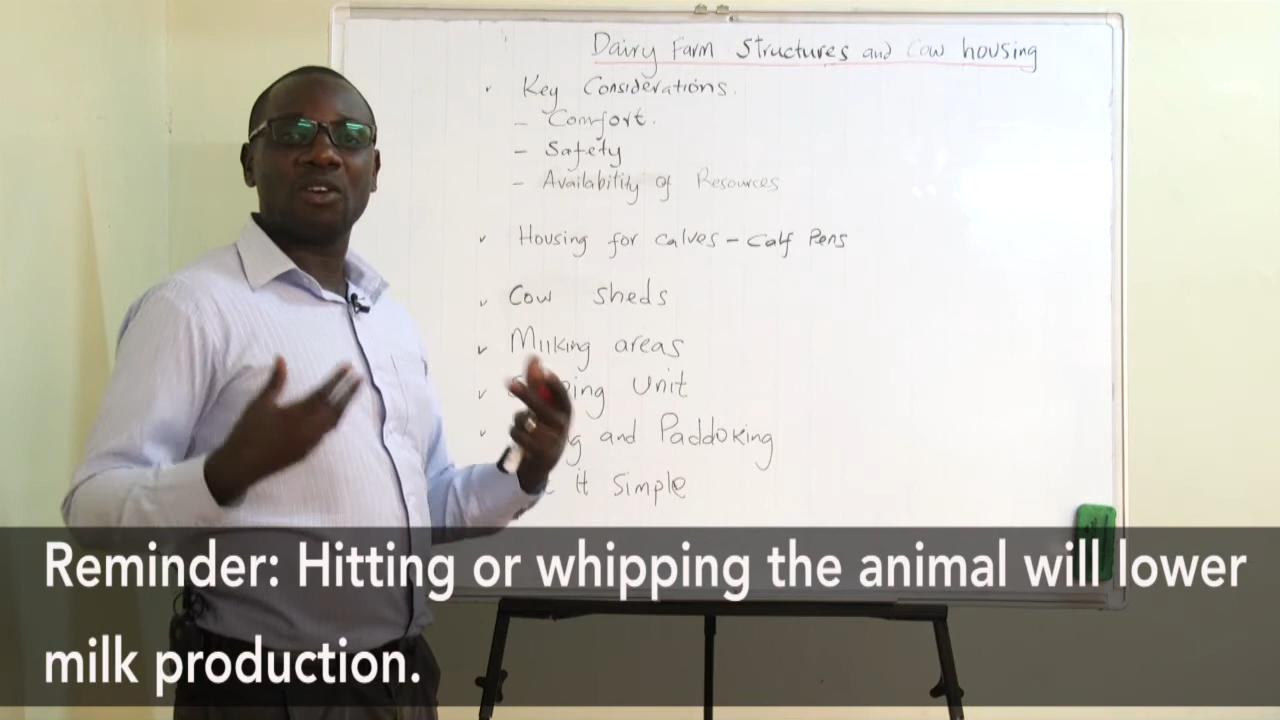 Dairy Farm Structures and Cow housing
Key Considerations.
- Comfort.
- Safety
- Availability of Resources
Housing for calves - Calf Pens
Cow sheds
Milking areas
Unit
and Paddoking
it simple
Reminder: Hitting or whipping the animal will lower
milk production.